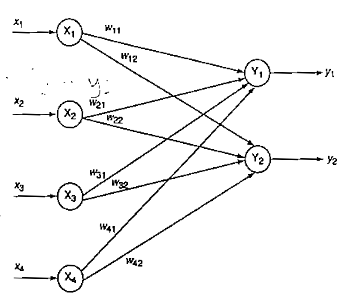 x1 X1 w11 w12 Y1 y1
y
x2 X2 w21 w22 Y2 y2
x3 X3 w31 w32
w41
x4 X4 w42